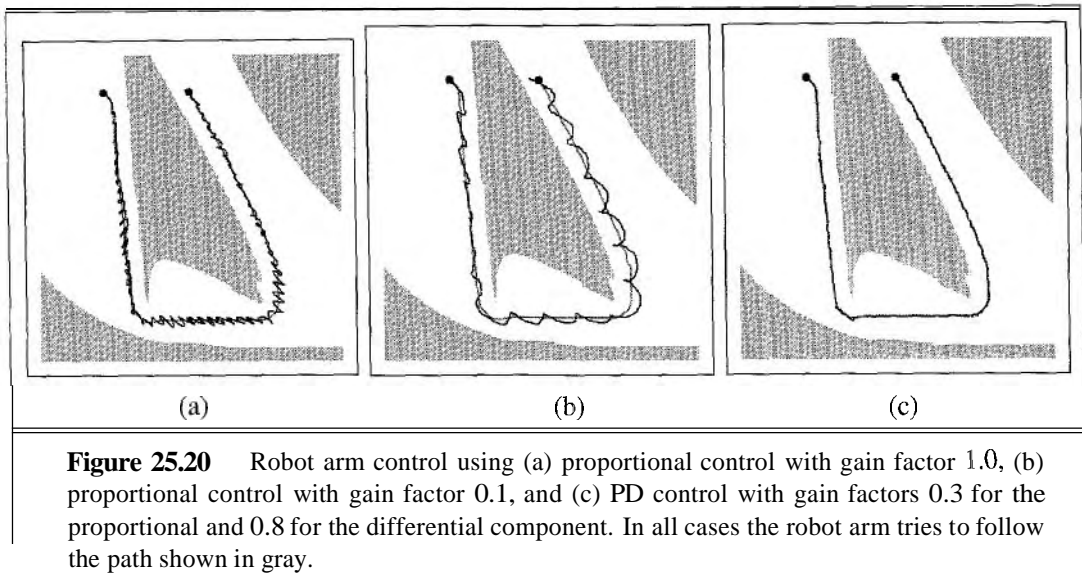 (a)
(b)
(c)
Figure 25.20 Robot arm control using (a) proportional control with gain factor 1.0, (b)
proportional control with gain factor 0.1, and (c) PD control with gain factors 0.3 for the
proportional and 0.8 for the differential component. In all cases the robot arm tries to follow
the path shown in gray.